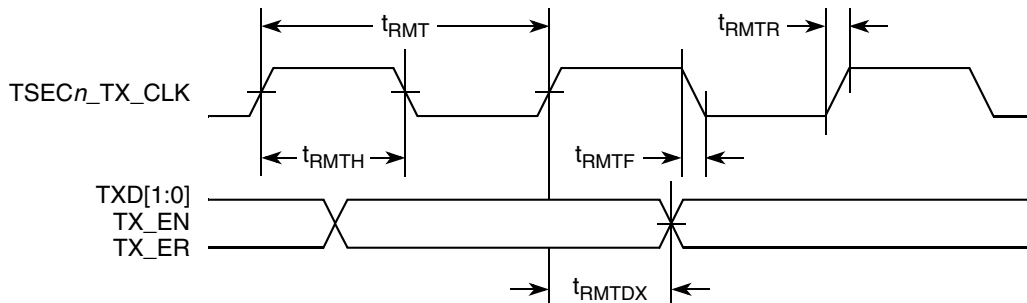 tRMT
tRMTR
TSECn_TX_CLK
tRMTH
tRMTF
TXD[1:0]
TX_EN
TX_ER
tRMTDX